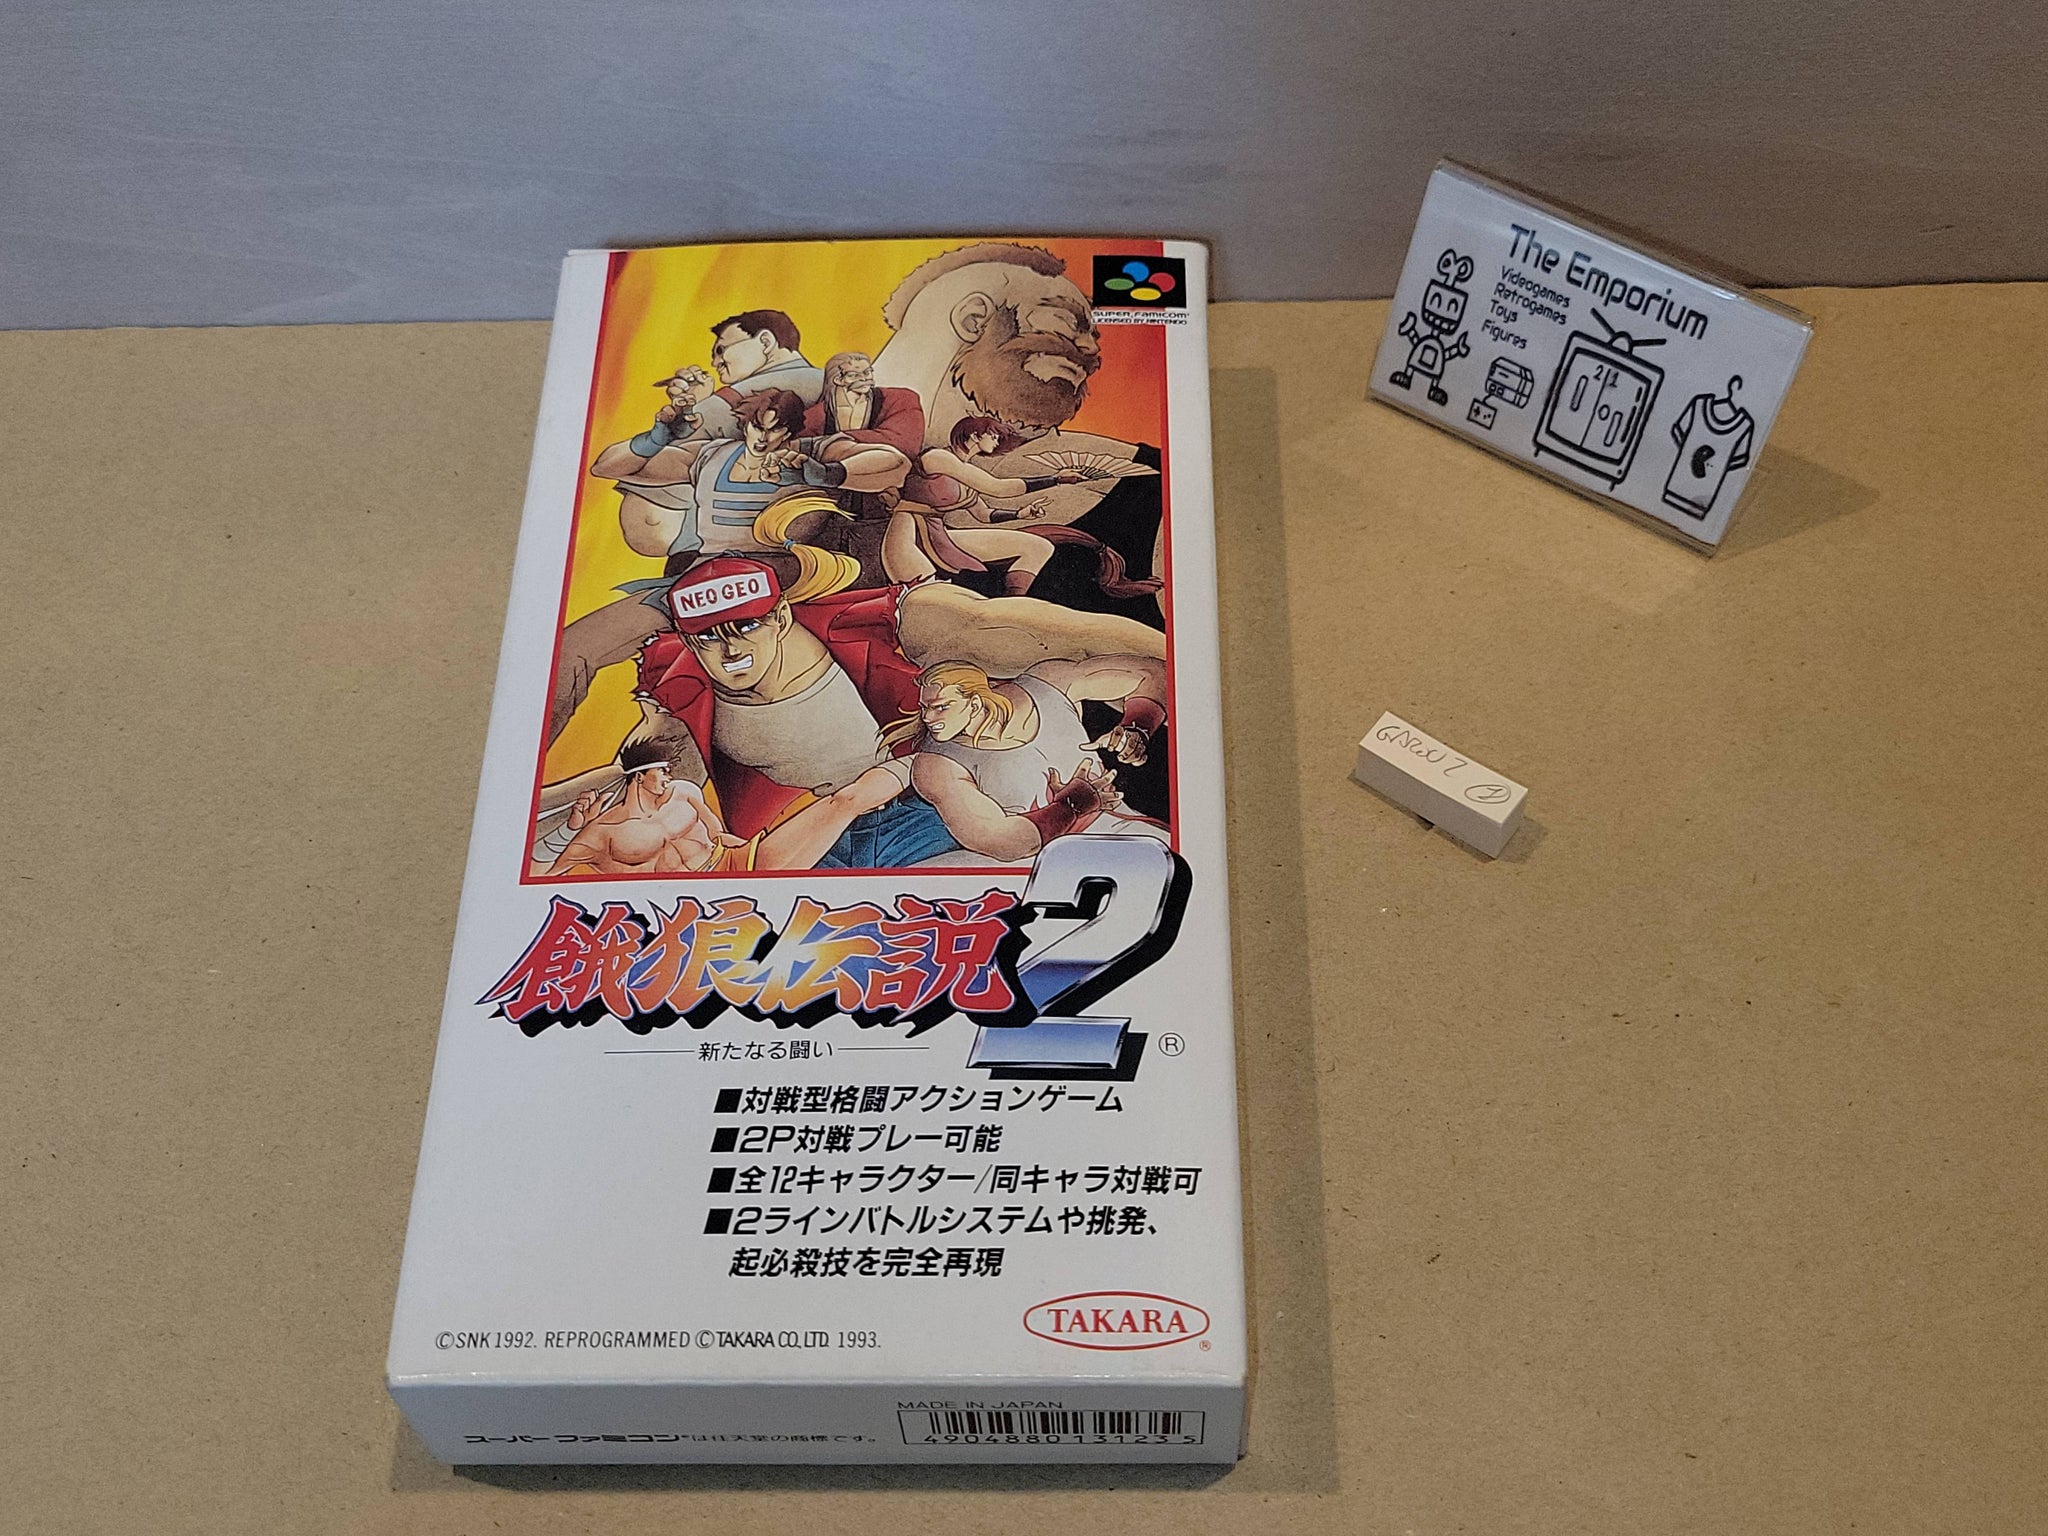 SUPER FAMICOM
LICENSED BY NINTENDO
NEO GEO
餓狼伝説2
新たなる闘い
®
■対戦型格闘アクションゲーム
■2P対戦プレー可能
■全12キャラクター/同キャラ対戦可
■2ラインバトルシステムや挑発、
起必殺技を完全再現
TAKARA®
©SNK 1992. REPROGRAMMED ©TAKARA CO., LTD. 1993.
MADE IN JAPAN
スーパーファミコン®は任天堂の商標です。
4904880131235
The Emporium
Videogames
Retrogames
Toys
Figures
21
GAROU 2
1